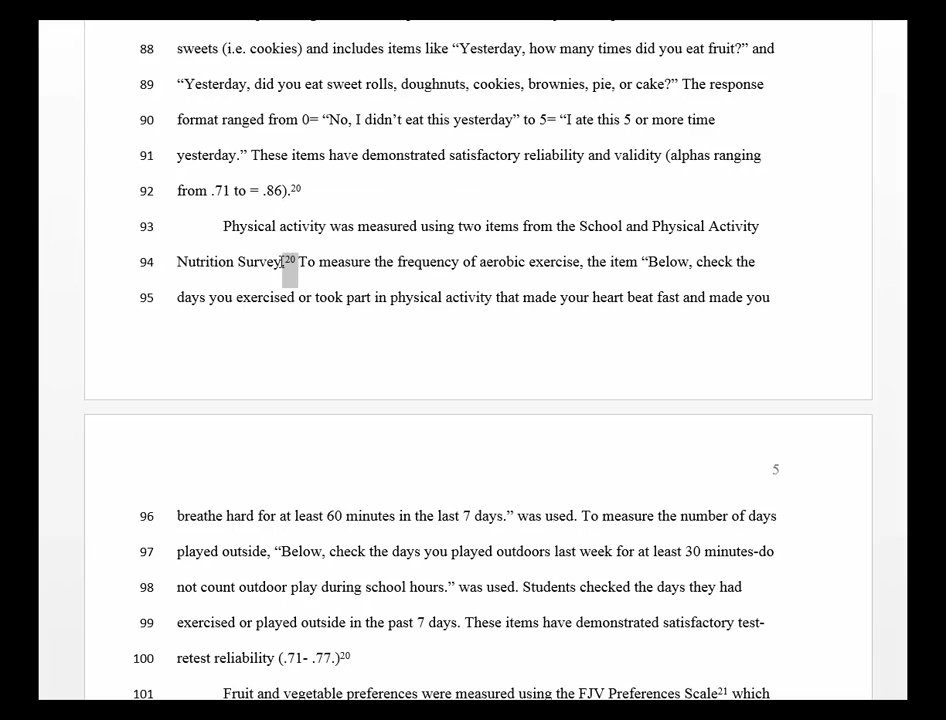 88 sweets (i.e. cookies) and includes items like “Yesterday, how many times did you eat fruit?” and
89 “Yesterday, did you eat sweet rolls, doughnuts, cookies, brownies, pie, or cake?” The response
90 format ranged from 0= “No, I didn’t eat this yesterday” to 5= “I ate this 5 or more time
91 yesterday.” These items have demonstrated satisfactory reliability and validity (alphas ranging
92 from .71 to = .86).20
93 Physical activity was measured using two items from the School and Physical Activity
94 Nutrition Survey.20 To measure the frequency of aerobic exercise, the item “Below, check the
95 days you exercised or took part in physical activity that made your heart beat fast and made you
5
96 breathe hard for at least 60 minutes in the last 7 days.” was used. To measure the number of days
97 played outside, “Below, check the days you played outdoors last week for at least 30 minutes-do
98 not count outdoor play during school hours.” was used. Students checked the days they had
99 exercised or played outside in the past 7 days. These items have demonstrated satisfactory test-
100 retest reliability (.71- .77.)20
101 Fruit and vegetable preferences were measured using the FJV Preferences Scale21 which